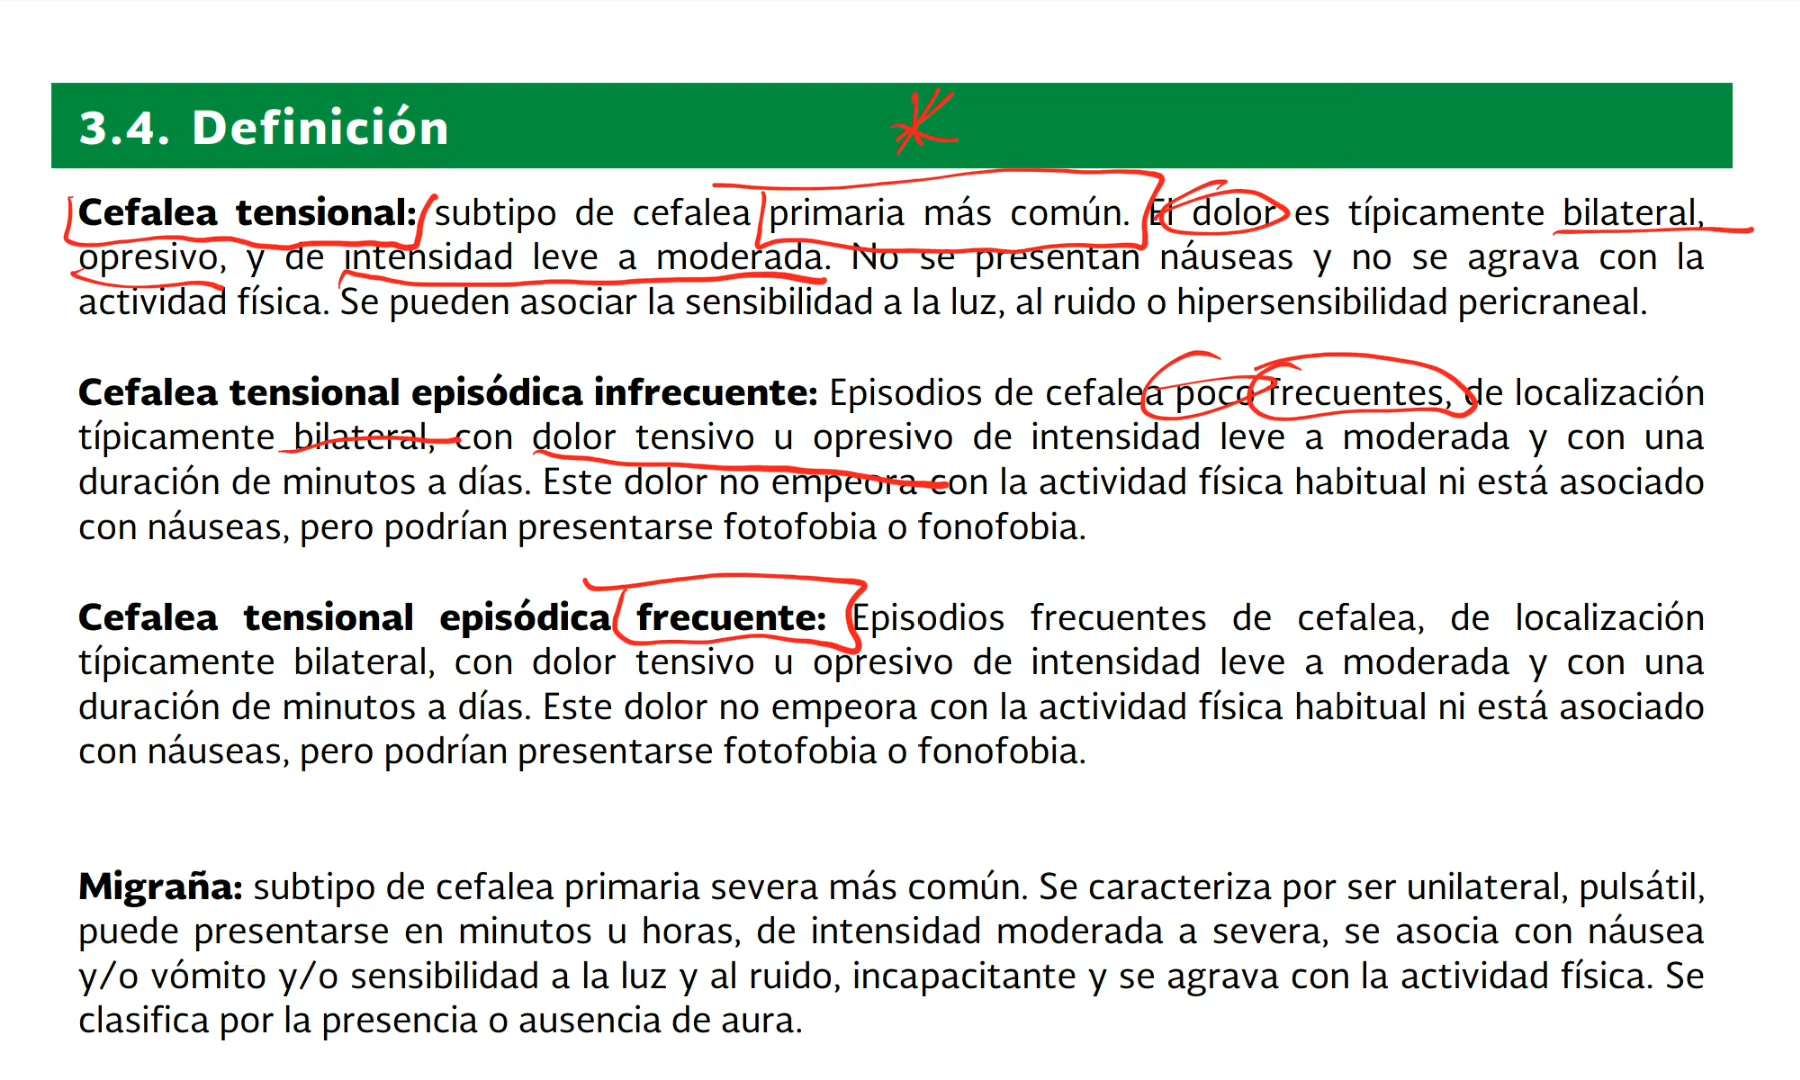 3.4. Definición
Cefalea tensional: subtipo de cefalea primaria más común. El dolor es típicamente bilateral,
opresivo, y de intensidad leve a moderada. No se presentan náuseas y no se agrava con la
actividad física. Se pueden asociar la sensibilidad a la luz, al ruido o hipersensibilidad pericraneal.
Cefalea tensional episódica infrecuente: Episodios de cefalea poco frecuentes, de localización
típicamente bilateral, con dolor tensivo u opresivo de intensidad leve a moderada y con una
duración de minutos a días. Este dolor no empeora con la actividad física habitual ni está asociado
con náuseas, pero podrían presentarse fotofobia o fonofobia.
Cefalea tensional episódica frecuente: Episodios frecuentes de cefalea, de localización
típicamente bilateral, con dolor tensivo u opresivo de intensidad leve a moderada y con una
duración de minutos a días. Este dolor no empeora con la actividad física habitual ni está asociado
con náuseas, pero podrían presentarse fotofobia o fonofobia.
Migraña: subtipo de cefalea primaria severa más común. Se caracteriza por ser unilateral, pulsátil,
puede presentarse en minutos u horas, de intensidad moderada a severa, se asocia con náusea
y/o vómito y/o sensibilidad a la luz y al ruido, incapacitante y se agrava con la actividad física. Se
clasifica por la presencia o ausencia de aura.